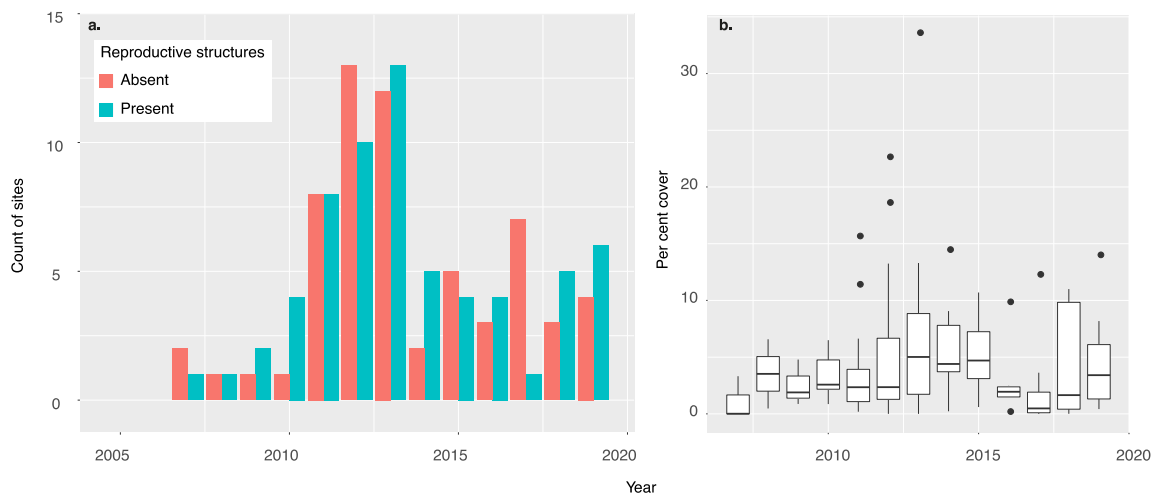 a.
Reproductive structures
Absent
Present
15
10
5
0
Count of sites
2005 2010 2015 2020
b.
30
20
10
0
Per cent cover
2010 2015 2020
Year